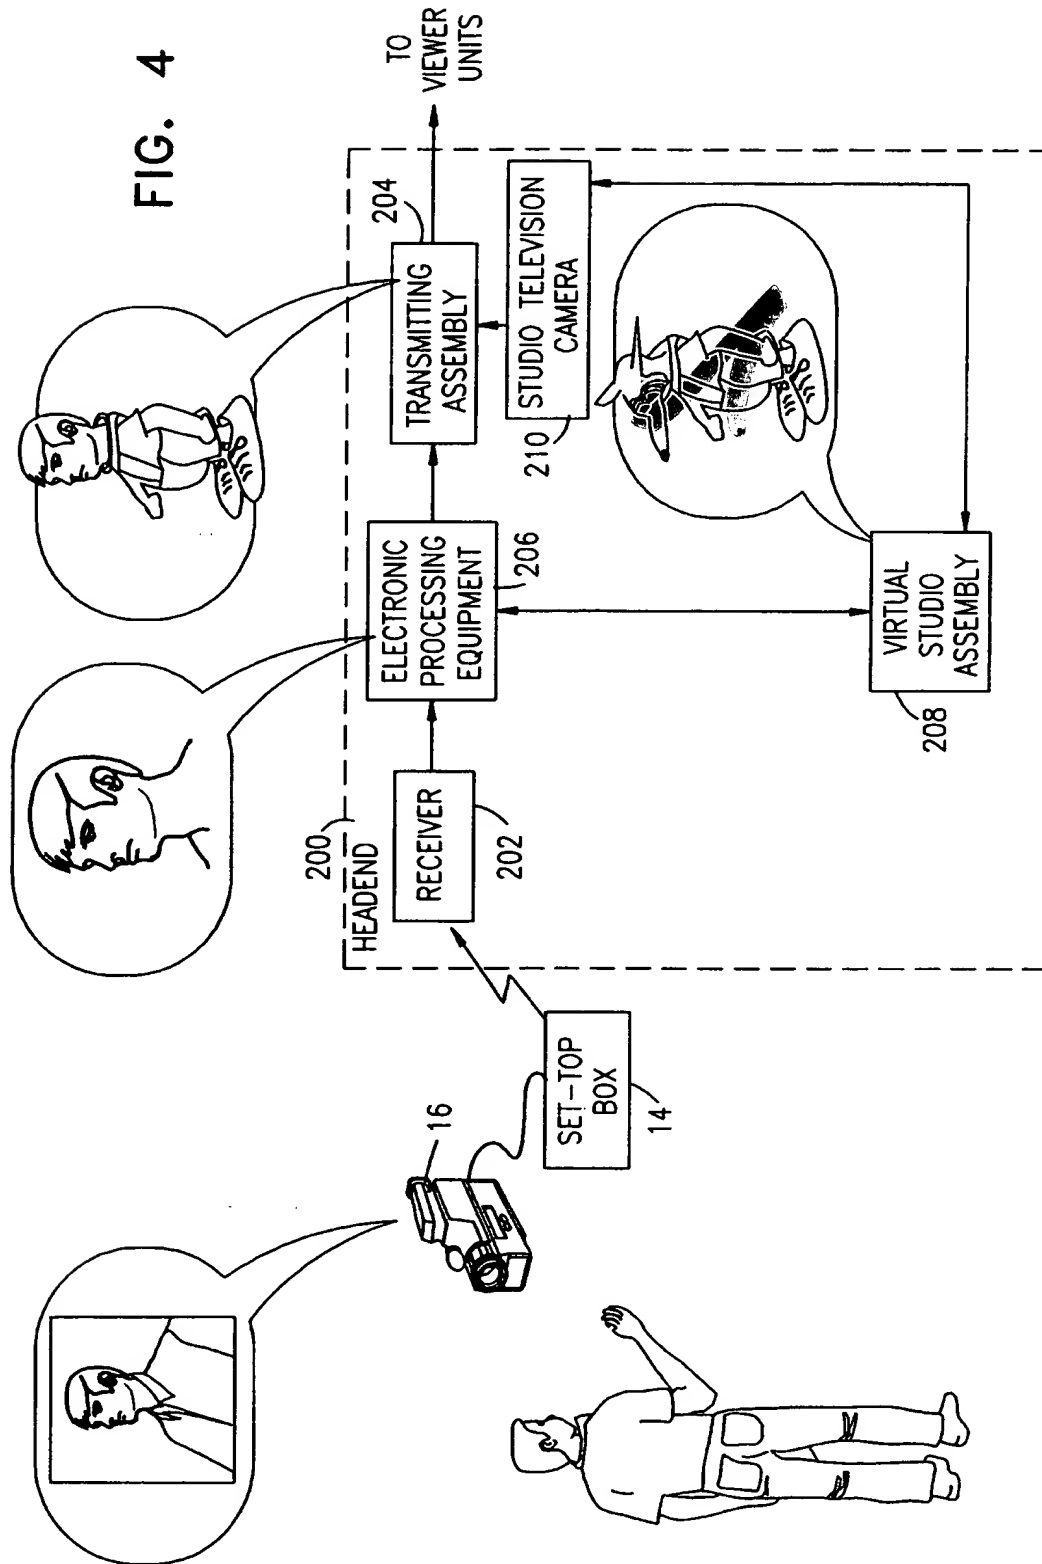 FIG. 4
16
SET-TOP
BOX
14
200
HEADEND
RECEIVER
202
ELECTRONIC
PROCESSING
EQUIPMENT
206
TRANSMITTING
ASSEMBLY
204
TO
VIEWER
UNITS
STUDIO TELEVISION
CAMERA
210
VIRTUAL
STUDIO
ASSEMBLY
208